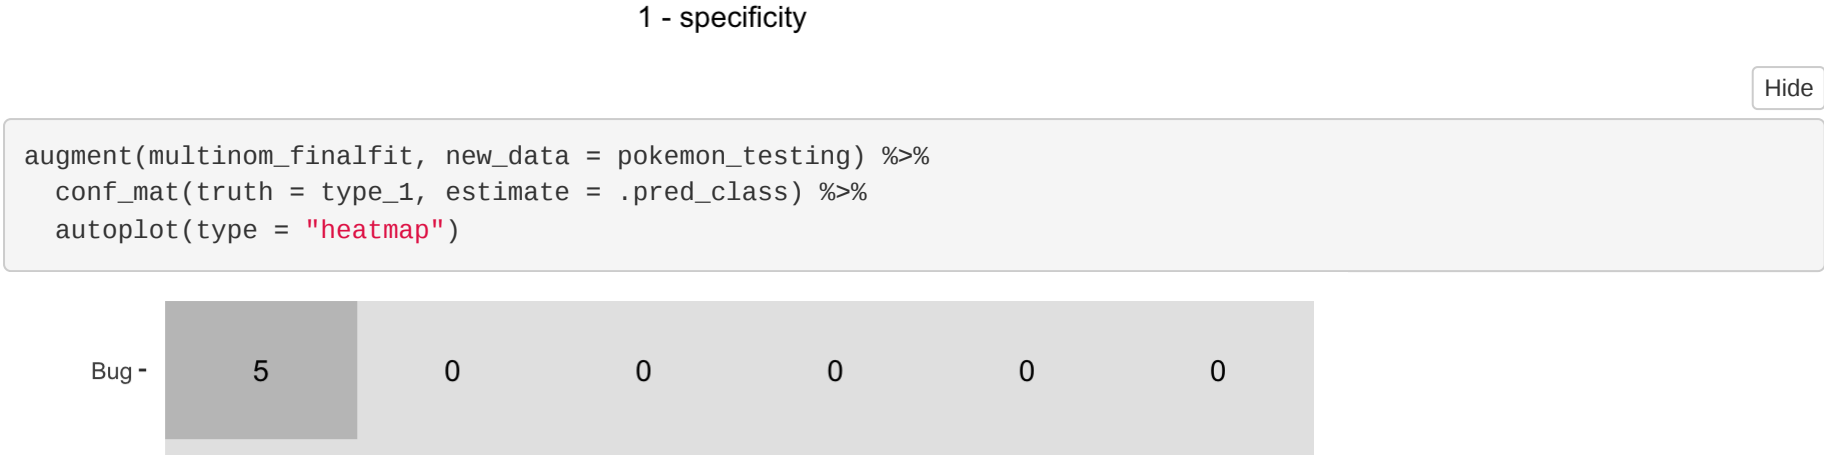 1 - specificity
Hide
augment(multinom_finalfit, new_data = pokemon_testing) %>%
  conf_mat(truth = type_1, estimate = .pred_class) %>%
  autoplot(type = "heatmap")
Bug 5 0 0 0 0 0